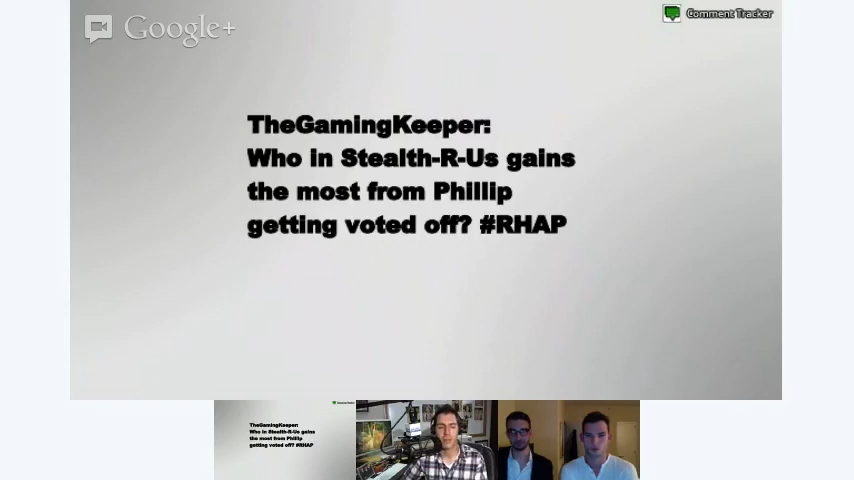 Google+
Comment Tracker
TheGamingKeeper:
Who in Stealth-R-Us gains
the most from Phillip
getting voted off? #RHAP
TheGamingKeeper:
Who in Stealth-R-Us gains
the most from Phillip
getting voted off? #RHAP